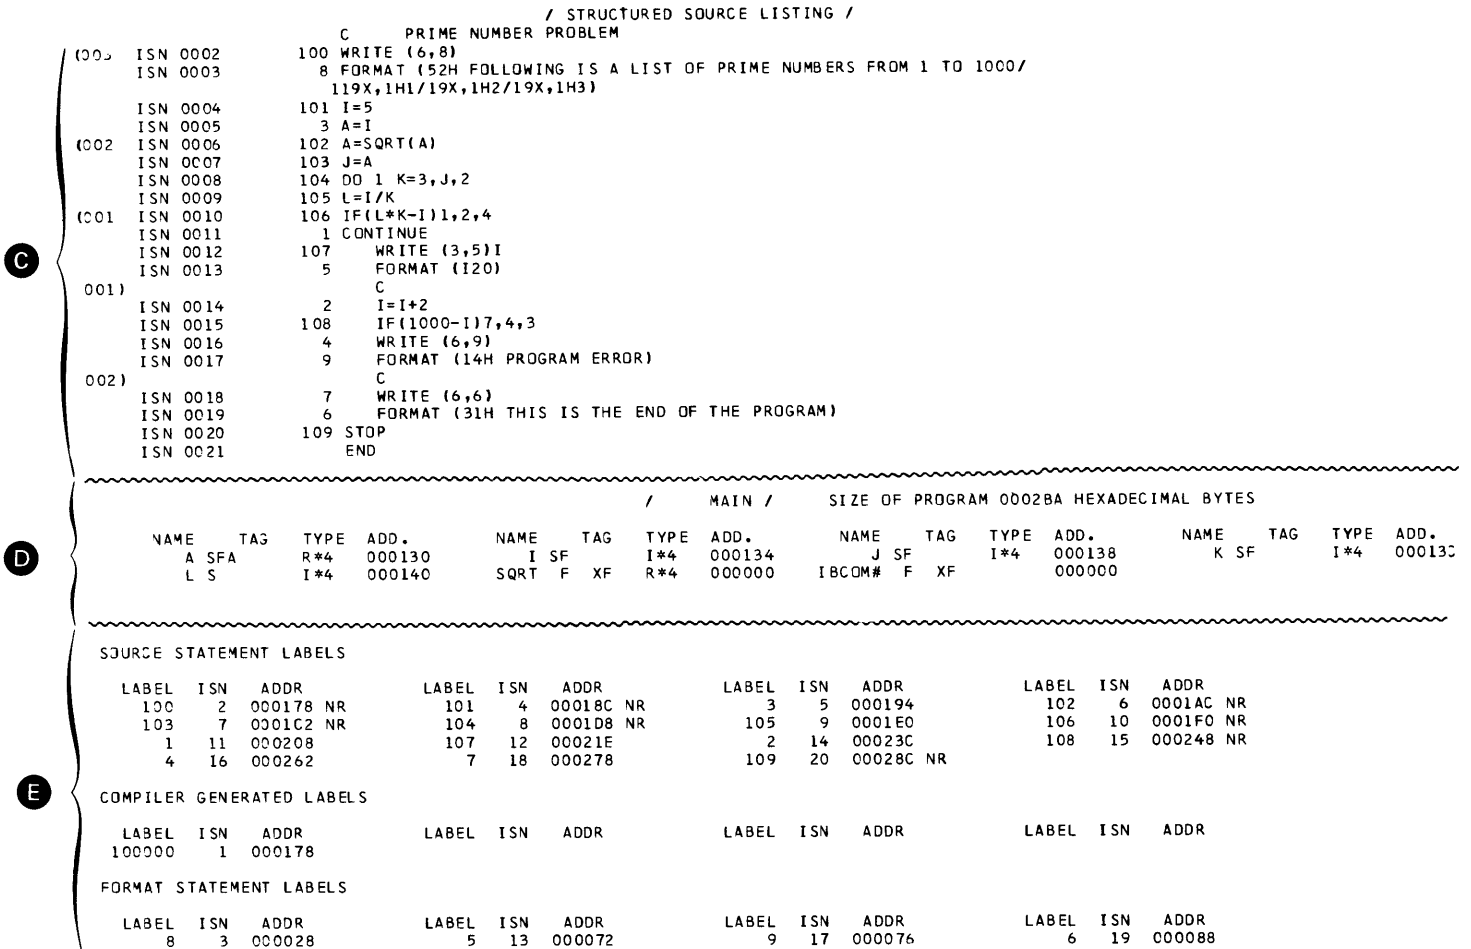 / STRUCTURED SOURCE LISTING /
C PRIME NUMBER PROBLEM
ISN 0002 100 WRITE (6,8)
ISN 0003 8 FORMAT (52H FOLLOWING IS A LIST OF PRIME NUMBERS FROM 1 TO 1000/
119X,1H1/19X,1H2/19X,1H3)
ISN 0004 101 I=5
ISN 0005 3 A=I
(002 ISN 0006 102 A=SQRT(A)
ISN 0007 103 J=A
ISN 0008 104 DO 1 K=3,J,2
ISN 0009 105 L=I/K
(001 ISN 0010 106 IF(L*K-I)1,2,4
ISN 0011 1 CONTINUE
C ISN 0012 107 WRITE (3,5)I
ISN 0013 5 FORMAT (I20)
001) C
ISN 0014 2 I=I+2
ISN 0015 108 IF(1000-I)7,4,3
ISN 0016 4 WRITE (6,9)
ISN 0017 9 FORMAT (14H PROGRAM ERROR)
002) C
ISN 0018 7 WRITE (6,6)
ISN 0019 6 FORMAT (31H THIS IS THE END OF THE PROGRAM)
ISN 0020 109 STOP
ISN 0021 END
/ MAIN / SIZE OF PROGRAM 0002BA HEXADECIMAL BYTES
NAME TAG TYPE ADD. NAME TAG TYPE ADD. NAME TAG TYPE ADD. NAME TAG TYPE ADD.
D A SFA R*4 000130 I SF I*4 000134 J SF I*4 000138 K SF I*4 00013C
L S I*4 000140 SQRT F XF R*4 000000 IBCOM# F XF 000000
SOURCE STATEMENT LABELS
LABEL ISN ADDR LABEL ISN ADDR LABEL ISN ADDR LABEL ISN ADDR
100 2 000178 NR 101 4 00018C NR 3 5 000194 102 6 0001AC NR
103 7 0001C2 NR 104 8 0001D8 NR 105 9 0001E0 106 10 0001F0 NR
1 11 000208 107 12 00021E 2 14 00023C 108 15 000248 NR
4 16 000262 7 18 000278 109 20 00028C NR
E COMPILER GENERATED LABELS
LABEL ISN ADDR LABEL ISN ADDR LABEL ISN ADDR LABEL ISN ADDR
100000 1 000178
FORMAT STATEMENT LABELS
LABEL ISN ADDR LABEL ISN ADDR LABEL ISN ADDR LABEL ISN ADDR
8 3 000028 5 13 000072 9 17 000076 6 19 000088